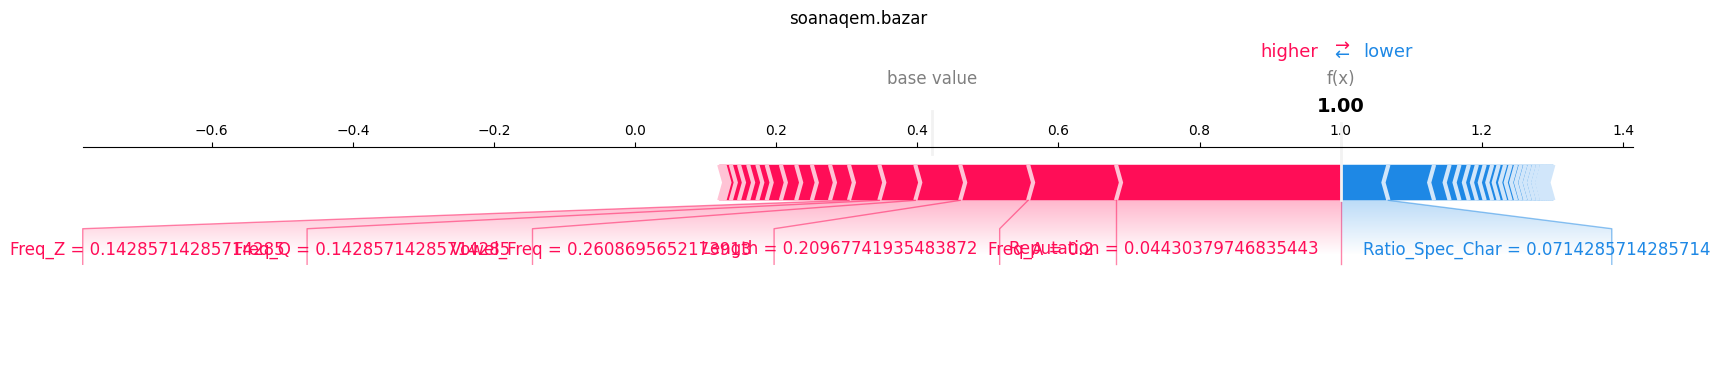 soanaqem.bazar
higher ⇄ lower
base value f(x)
1.00
−0.6 −0.4 −0.2 0.0 0.2 0.4 0.6 0.8 1.0 1.2 1.4
Freq_Z = 0.14285714285714285 Freq_Q = 0.14285714285714285 Vowel_Freq = 0.2608695652173913 Length = 0.20967741935483872 Freq_A = 0.2 Reputation = 0.04430379746835443 Ratio_Spec_Char = 0.0714285714285714